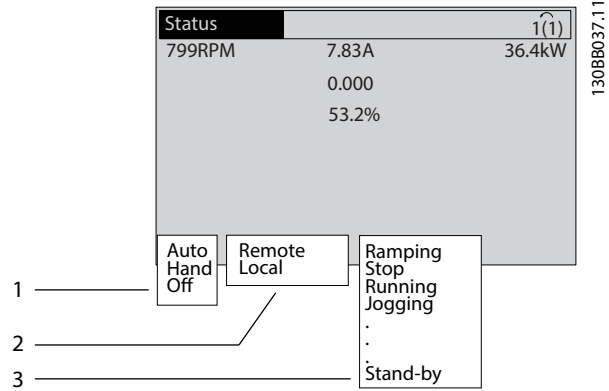 Status
1(1)
799RPM 7.83A 36.4kW
0.000
53.2%
Auto
Hand
Off
Remote
Local
Ramping
Stop
Running
Jogging
.
.
.
Stand-by
1
2
3
130BB037.11